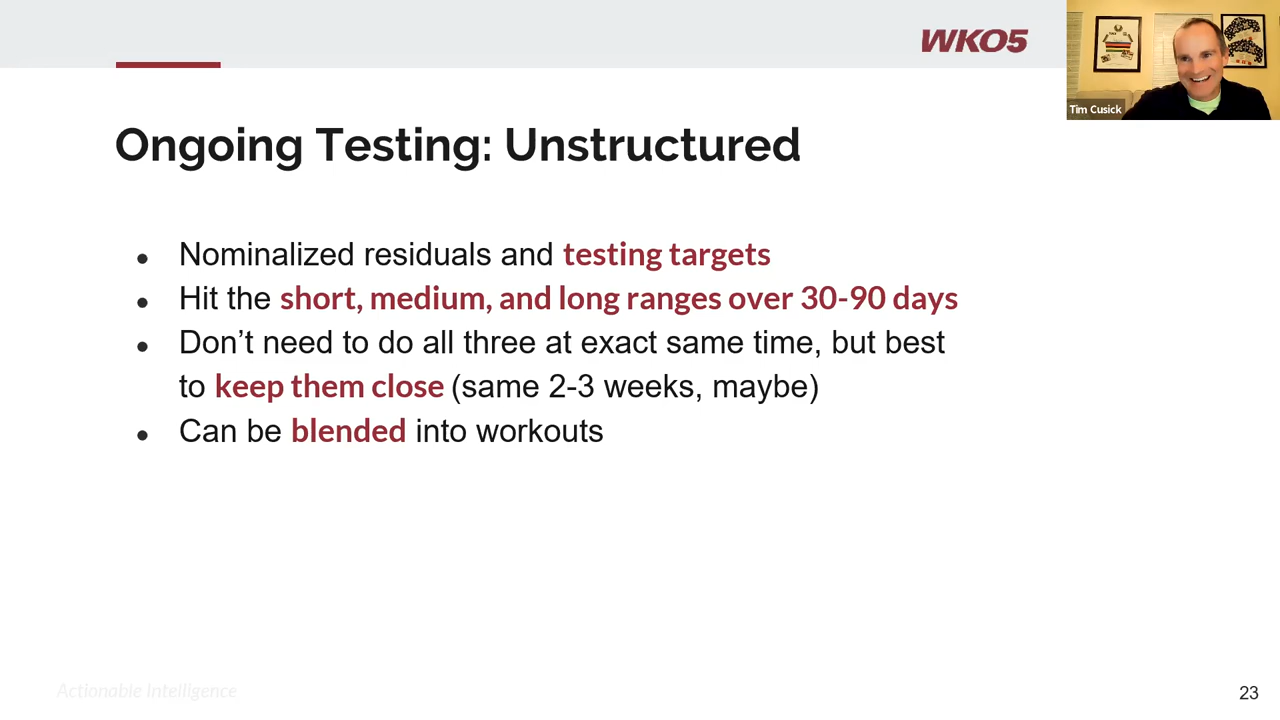 WKO5
Tim Cusick
Ongoing Testing: Unstructured
● Nominalized residuals and testing targets
● Hit the short, medium, and long ranges over 30-90 days
● Don’t need to do all three at exact same time, but best
to keep them close (same 2-3 weeks, maybe)
● Can be blended into workouts
Actionable Intelligence
23